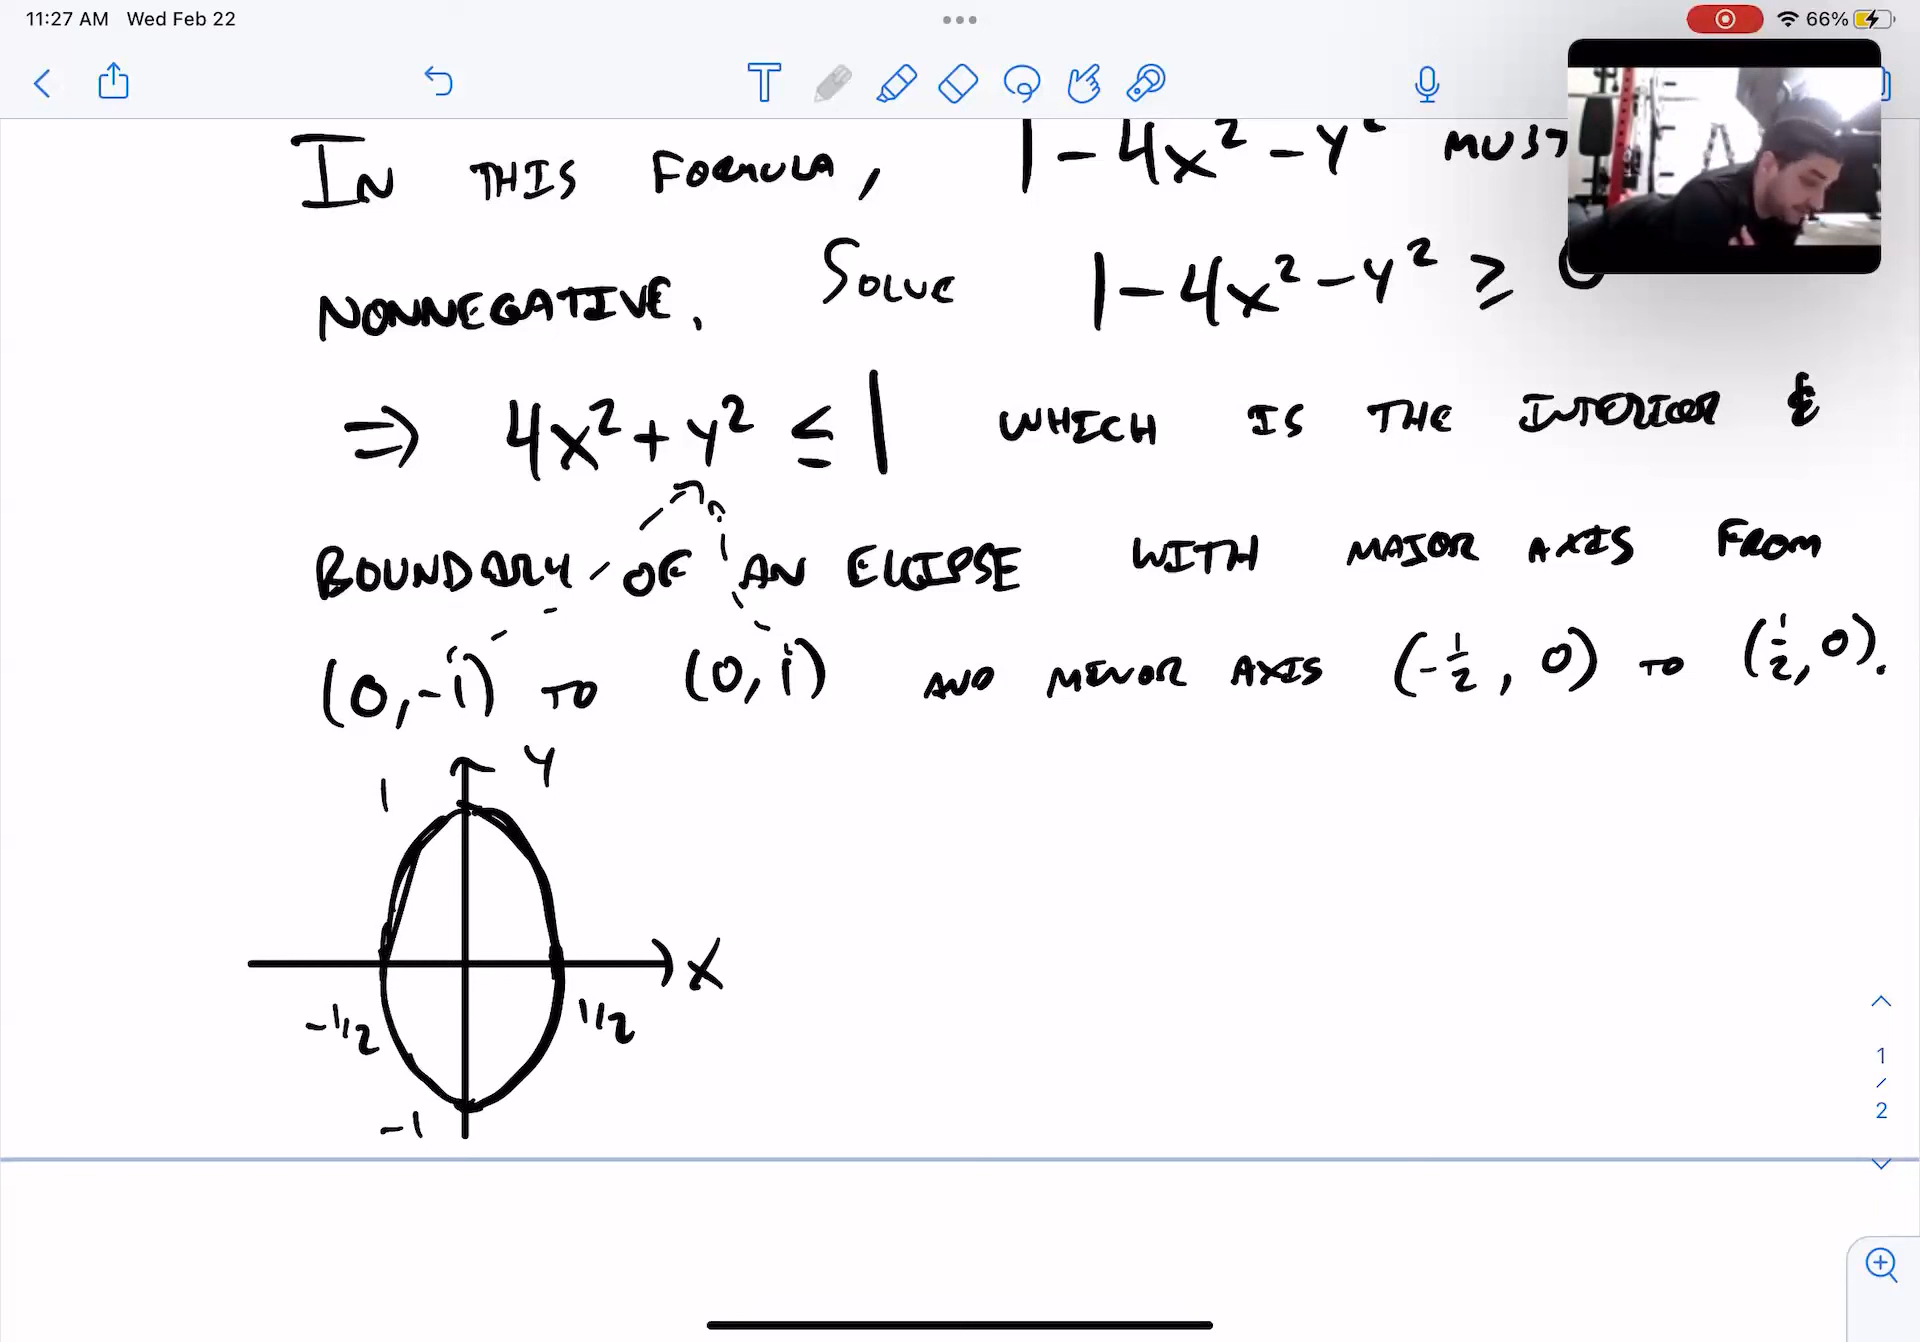 11:27 AM Wed Feb 22
66%
IN THIS FORMULA, 1-4x²-y² MUST
NONNEGATIVE. SOLVE 1-4x²-y² ≥ 0
⇒ 4x²+y² ≤ 1 WHICH IS THE INTERIOR &
BOUNDARY OF AN ELLIPSE WITH MAJOR AXIS FROM
(0,-1) TO (0,1) AND MINOR AXIS (-1/2, 0) TO (1/2, 0).
Y
1
X
-1/2 1/2
-1
1
/
2